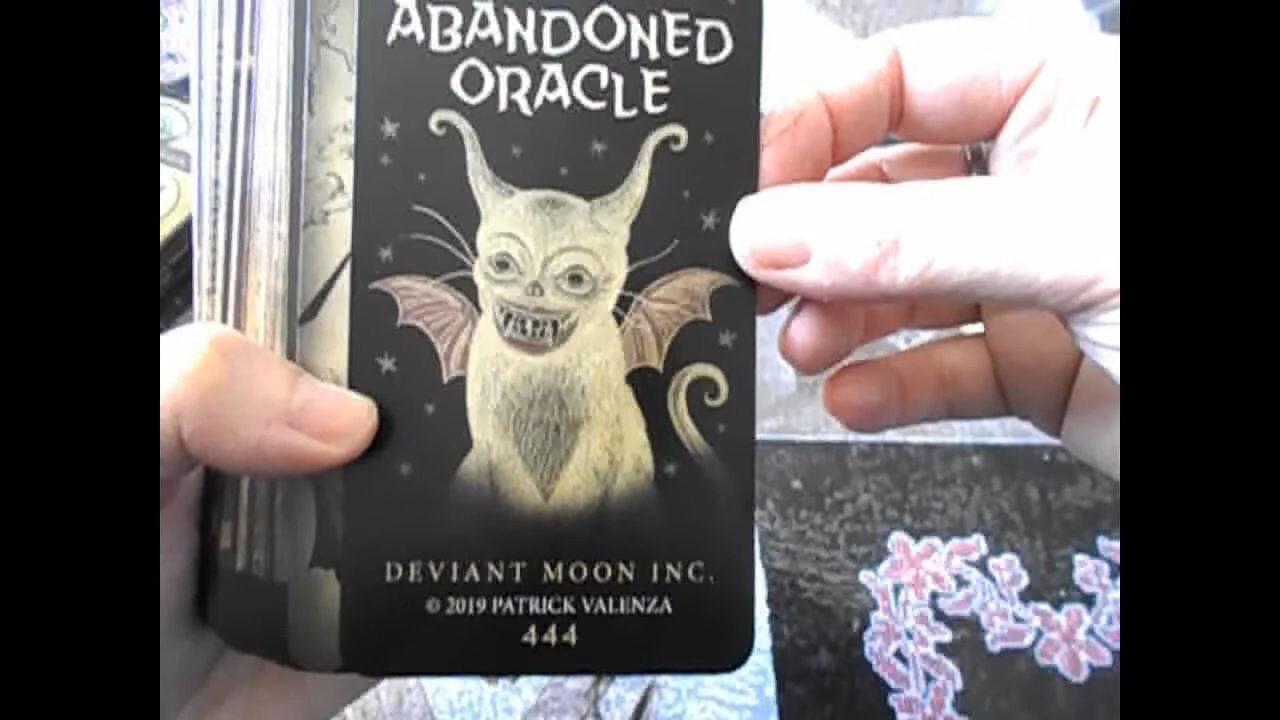 ABANDONED
ORACLE
DEVIANT MOON INC.
© 2019 PATRICK VALENZA
444